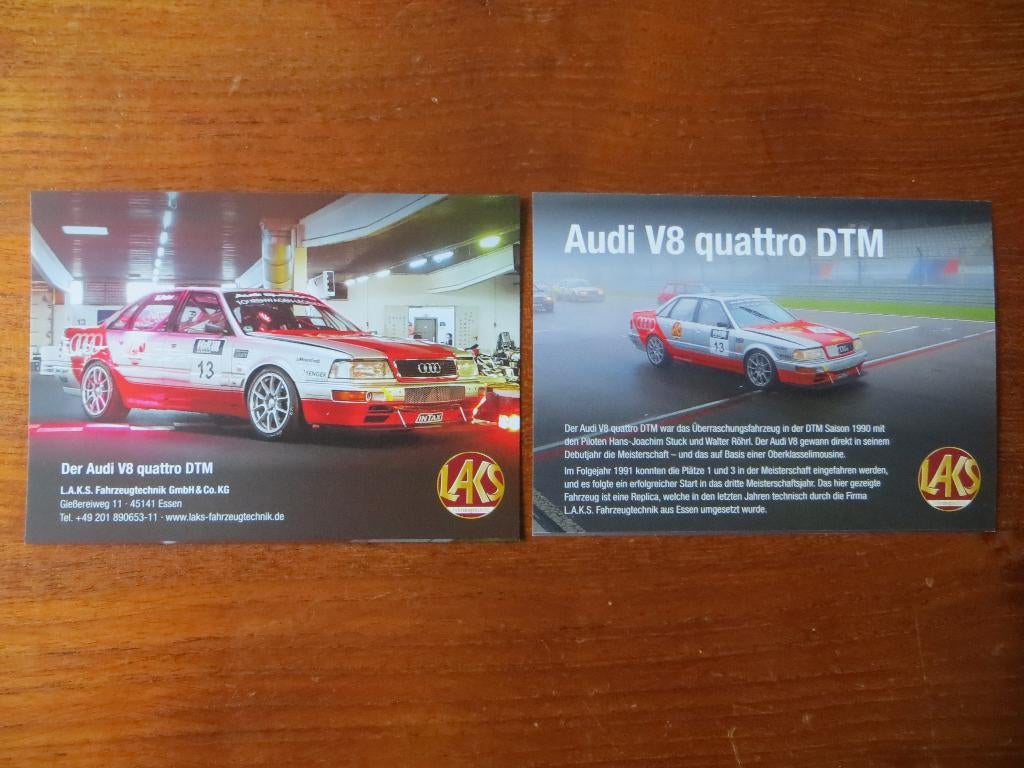 13
INTAX
Der Audi V8 quattro DTM
L.A.K.S. Fahrzeugtechnik GmbH & Co. KG
Gießereiweg 11 · 45141 Essen
Tel. +49 201 890653-11 · www.laks-fahrzeugtechnik.de
LAKS
Audi V8 quattro DTM
13
Der Audi V8 quattro DTM war das Überraschungsfahrzeug in der DTM Saison 1990 mit
den Piloten Hans-Joachim Stuck und Walter Röhrl. Der Audi V8 gewann direkt in seinem
Debutjahr die Meisterschaft – und das auf Basis einer Oberklasselimousine.
Im Folgejahr 1991 konnten die Plätze 1 und 3 in der Meisterschaft eingefahren werden,
und es folgte ein erfolgreicher Start in das dritte Meisterschaftsjahr. Das hier gezeigte
Fahrzeug ist eine Replica, welche in den letzten Jahren technisch durch die Firma
L.A.K.S. Fahrzeugtechnik aus Essen umgesetzt wurde.
LAKS